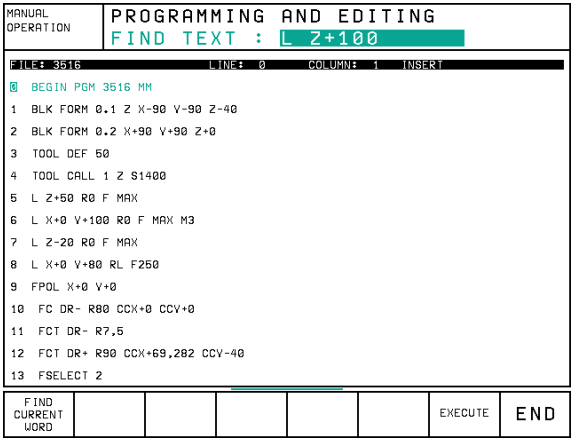 MANUAL
OPERATION
PROGRAMMING AND EDITING
FIND TEXT : L Z+100
FILE: 3516 LINE: 0 COLUMN: 1 INSERT
0 BEGIN PGM 3516 MM
1 BLK FORM 0.1 Z X-90 Y-90 Z-40
2 BLK FORM 0.2 X+90 Y+90 Z+0
3 TOOL DEF 50
4 TOOL CALL 1 Z S1400
5 L Z+50 R0 F MAX
6 L X+0 Y+100 R0 F MAX M3
7 L Z-20 R0 F MAX
8 L X+0 Y+80 RL F250
9 FPOL X+0 Y+0
10 FC DR- R80 CCX+0 CCY+0
11 FCT DR- R7,5
12 FCT DR+ R90 CCX+69,282 CCY-40
13 FSELECT 2
FIND
CURRENT
WORD
EXECUTE
END